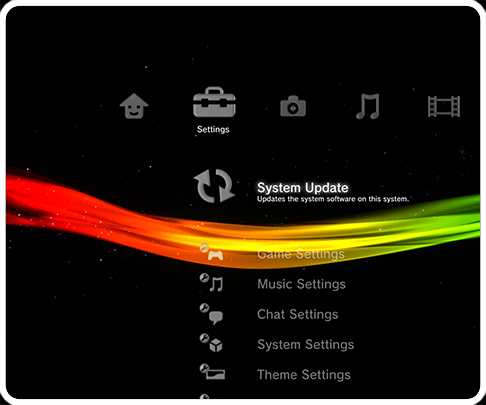 Settings
System Update
Updates the system software on this system.
Game Settings
Music Settings
Chat Settings
System Settings
Theme Settings